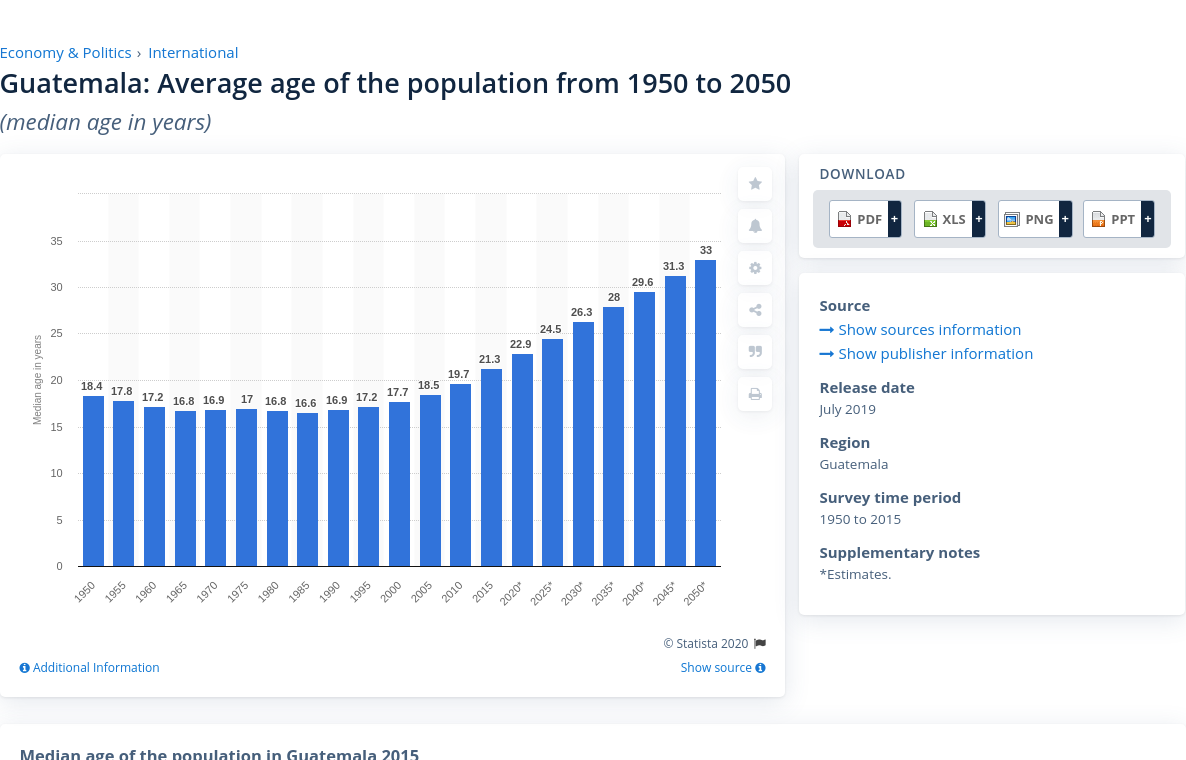 Economy & Politics › International
Guatemala: Average age of the population from 1950 to 2050
(median age in years)
Median age in years
35
30
25
20
15
10
5
0
18.4 17.8 17.2 16.8 16.9 17 16.8 16.6 16.9 17.2 17.7 18.5 19.7 21.3 22.9 24.5 26.3 28 29.6 31.3 33
1950 1955 1960 1965 1970 1975 1980 1985 1990 1995 2000 2005 2010 2015 2020* 2025* 2030* 2035* 2040* 2045* 2050*
© Statista 2020
Additional Information
Show source
DOWNLOAD
PDF + XLS + PNG + PPT +
Source
Show sources information
Show publisher information
Release date
July 2019
Region
Guatemala
Survey time period
1950 to 2015
Supplementary notes
*Estimates.
Median age of the population in Guatemala 2015